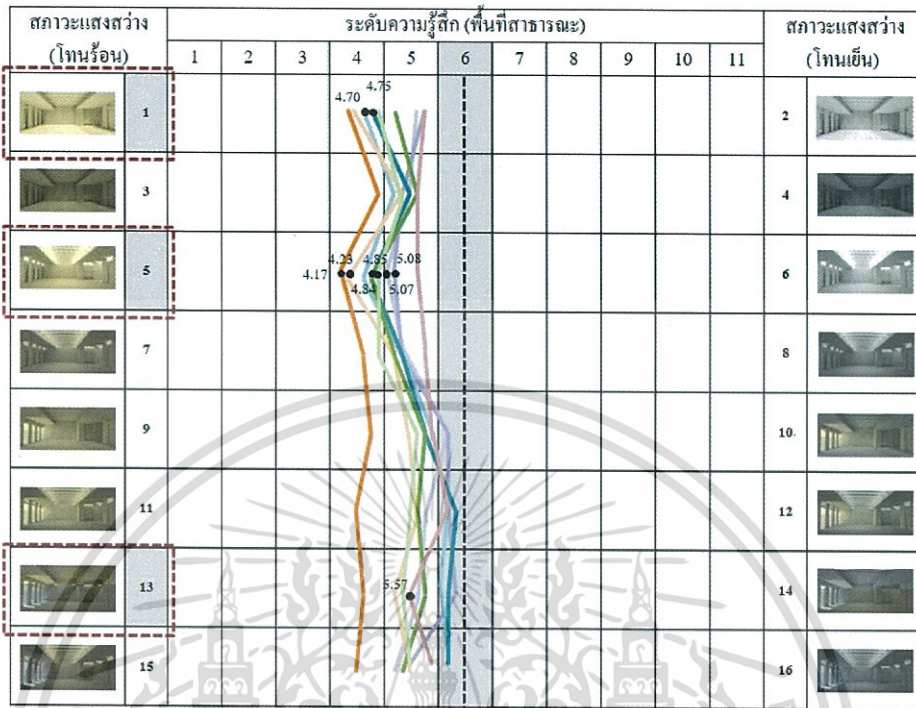 สภาวะแสงสว่าง
(โทนร้อน)
ระดับความรู้สึก (พื้นที่สาธารณะ)
สภาวะแสงสว่าง
(โทนเย็น)
1 2 3 4 5 6 7 8 9 10 11
4.75
4.70
1 2
3 4
4.23 4.85 5.08
4.17
5 6
4.84 5.07
7 8
9 10.
11 12
5.57
13 14
15 16